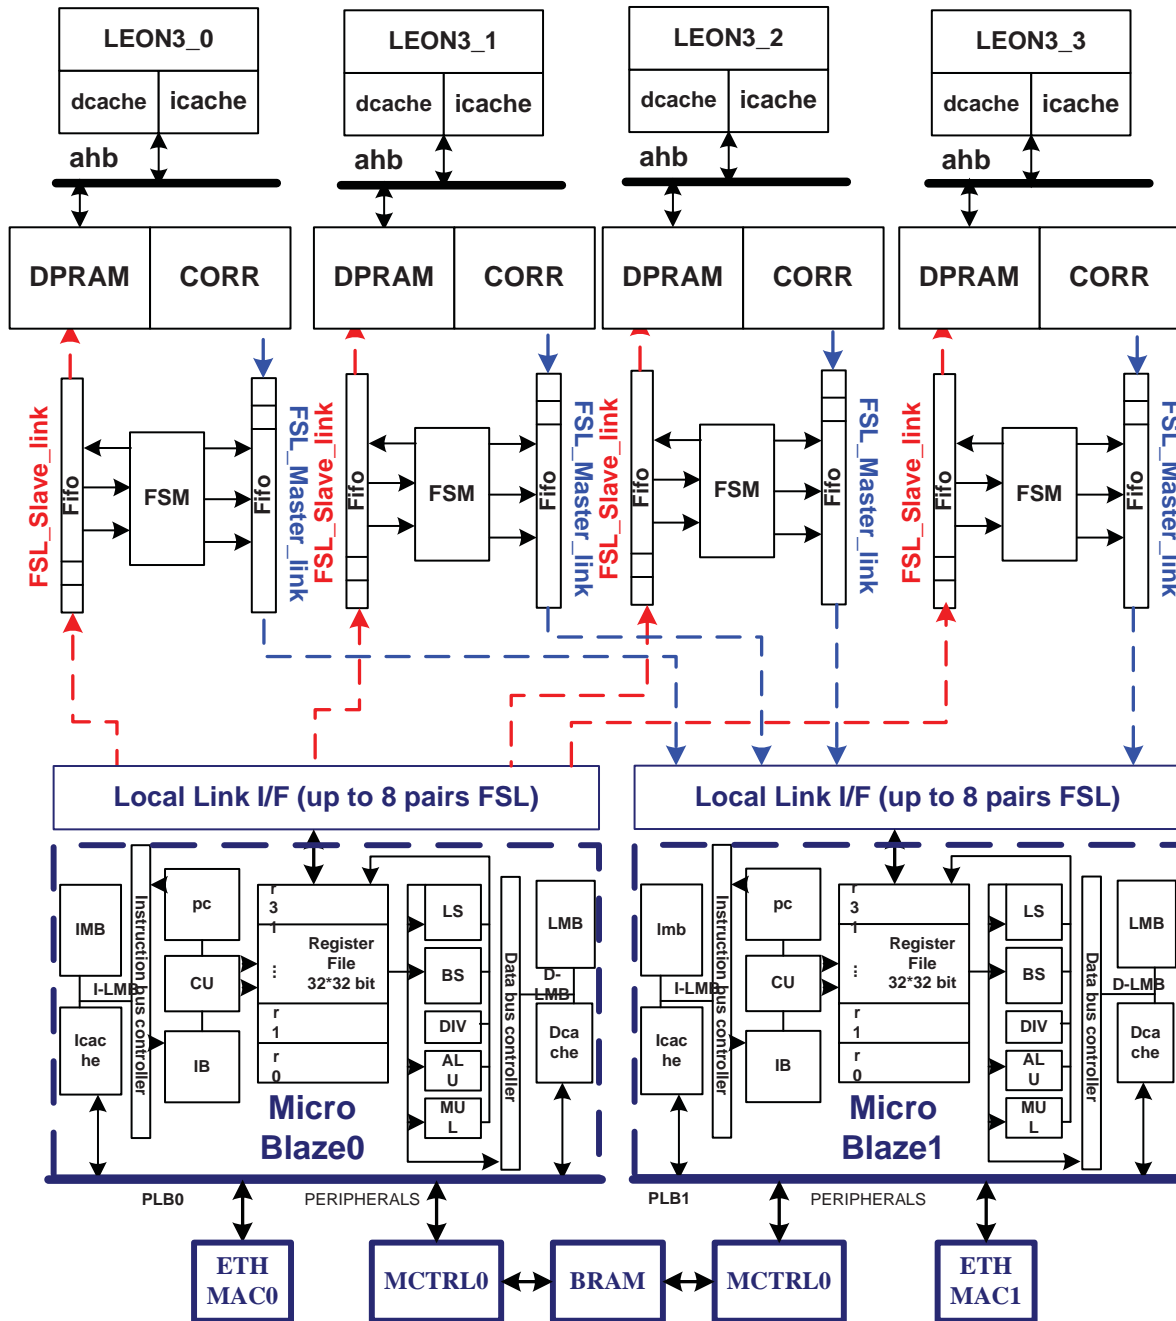 LEON3_0
LEON3_1
LEON3_2
LEON3_3
dcache
icache
dcache
icache
dcache
icache
dcache
icache
ahb
ahb
ahb
ahb
DPRAM
CORR
DPRAM
CORR
DPRAM
CORR
DPRAM
CORR
FSL_Slave_link
Fifo
FSM
Fifo
FSL_Master_link
FSL_Slave_link
Fifo
FSM
Fifo
FSL_Master_link
FSL_Slave_link
Fifo
FSM
Fifo
FSL_Master_link
FSL_Slave_link
Fifo
FSM
Fifo
FSL_Master_link
Local Link I/F (up to 8 pairs FSL)
Local Link I/F (up to 8 pairs FSL)
IMB
I-LMB
Icac
he
Instruction bus controller
pc
CU
IB
r
3
1
...
Register
File
32*32 bit
r
1
r
0
LS
BS
DIV
AL
U
MU
L
Data bus controller
LMB
D-
LMB
Dcac
he
Micro
Blaze0
Imb
I-LMB
Icac
he
Instruction bus controller
pc
CU
IB
r
3
1
...
Register
File
32*32 bit
r
1
r
0
LS
BS
DIV
AL
U
MU
L
Data bus controller
LMB
D-LMB
Dcac
he
Micro
Blaze1
PLB0
PERIPHERALS
PLB1
PERIPHERALS
ETH
MAC0
MCTRL0
BRAM
MCTRL0
ETH
MAC1